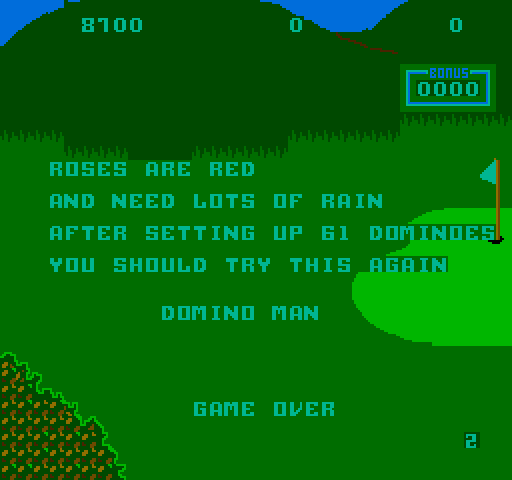 8100 0 0
BONUS
0000
ROSES ARE RED
AND NEED LOTS OF RAIN
AFTER SETTING UP 61 DOMINOES
YOU SHOULD TRY THIS AGAIN
DOMINO MAN
GAME OVER
2